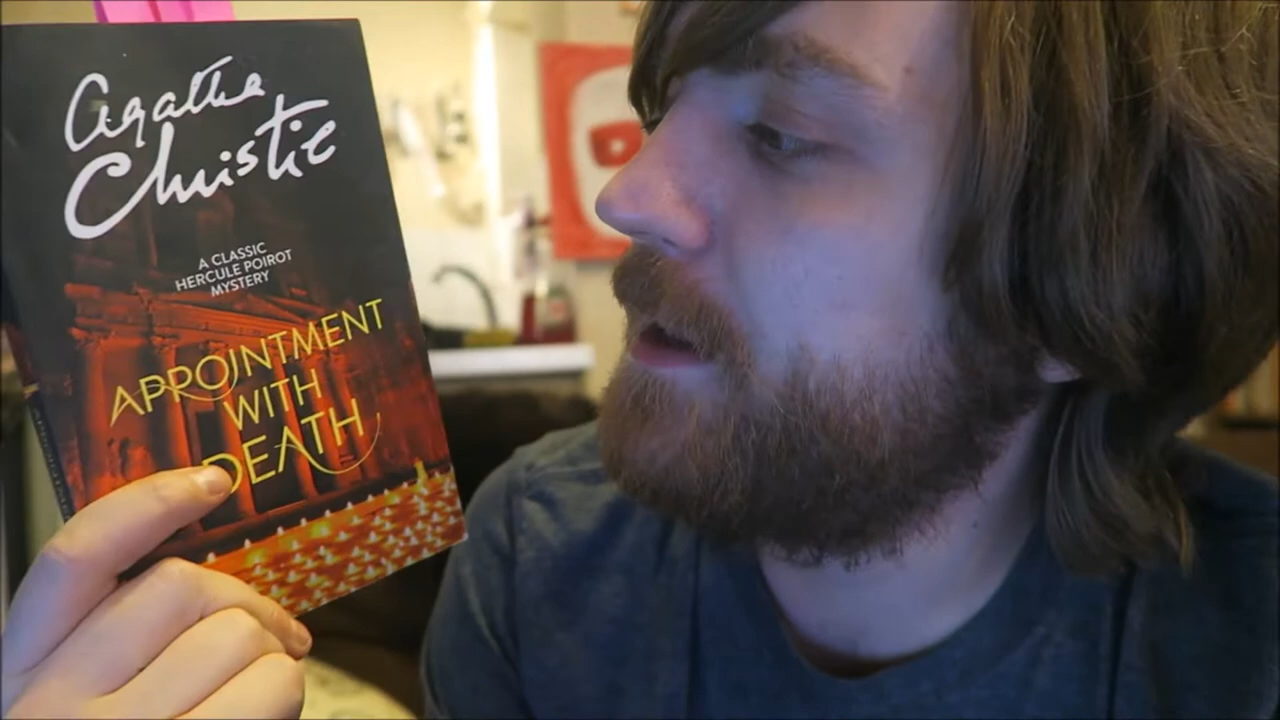 Agatha
Christie
A CLASSIC
HERCULE POIROT
MYSTERY
APPOINTMENT
WITH
DEATH